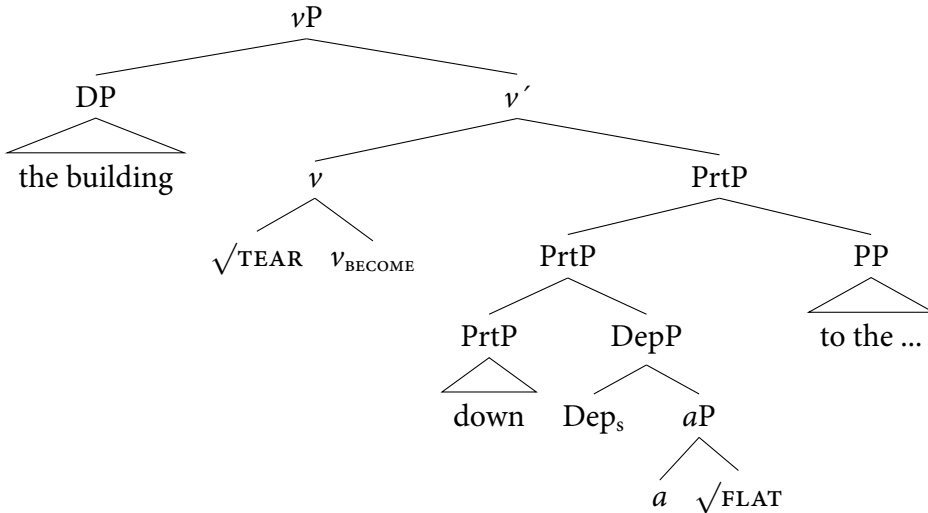 vP
DP v´
the building v PrtP
√TEAR vBECOME PrtP PP
PrtP DepP to the ...
down Deps aP
a √FLAT